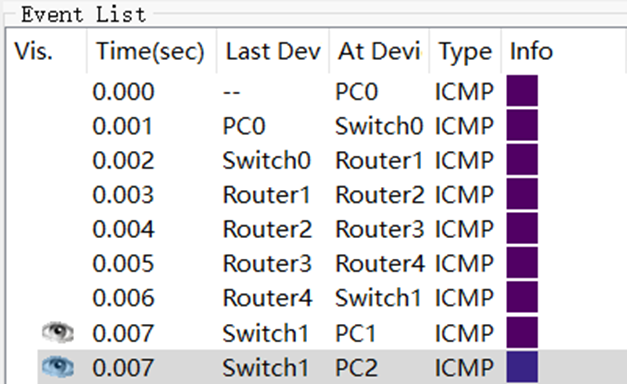 Event List
Vis. Time(sec) Last Dev At Devi Type Info
0.000 -- PC0 ICMP
0.001 PC0 Switch0 ICMP
0.002 Switch0 Router1 ICMP
0.003 Router1 Router2 ICMP
0.004 Router2 Router3 ICMP
0.005 Router3 Router4 ICMP
0.006 Router4 Switch1 ICMP
0.007 Switch1 PC1 ICMP
0.007 Switch1 PC2 ICMP